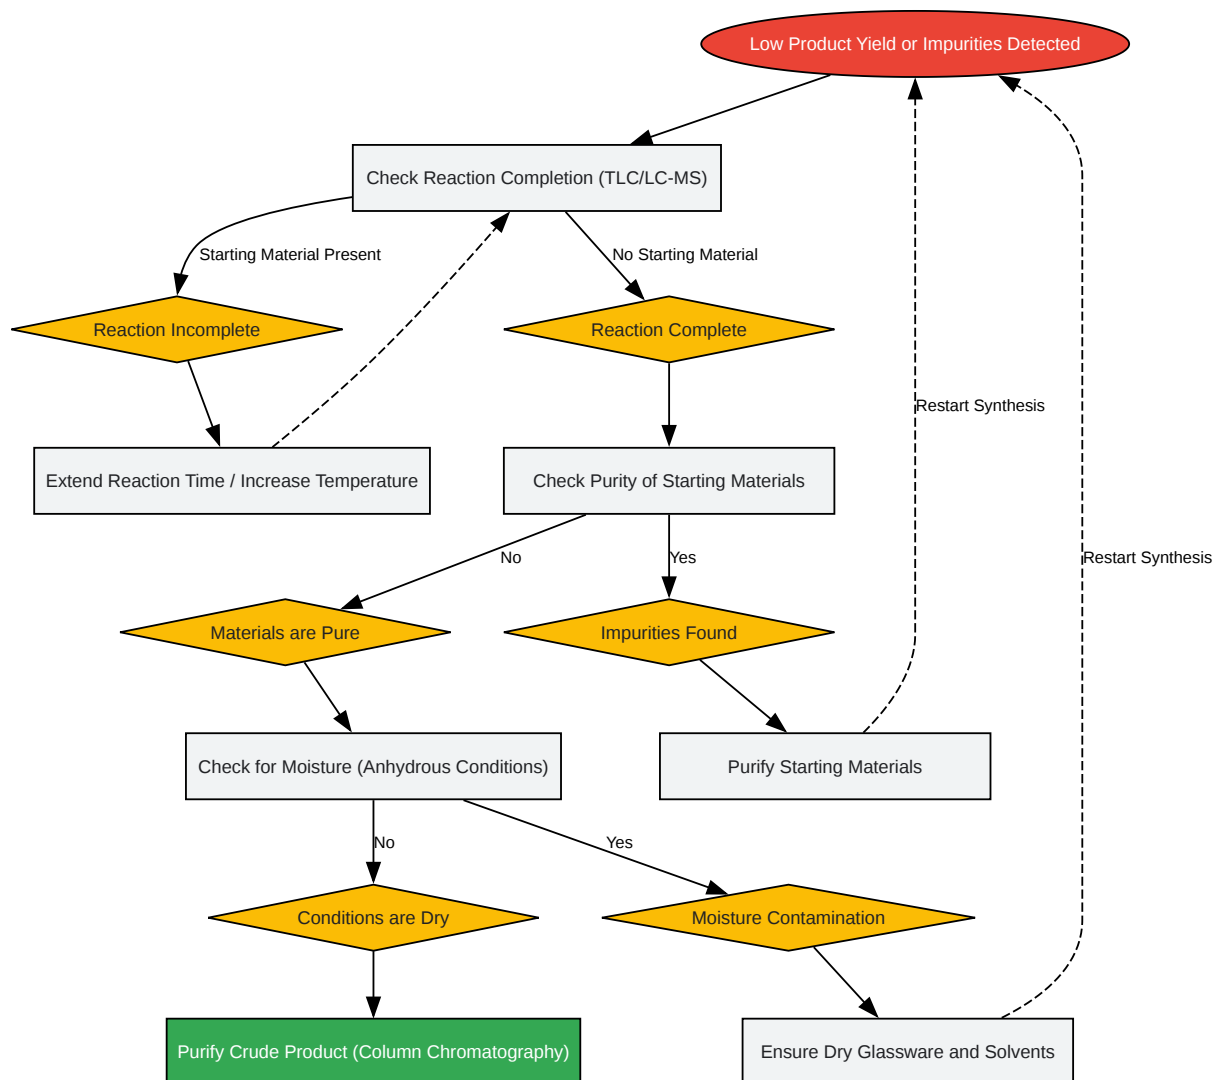 Low Product Yield or Impurities Detected
Check Reaction Completion (TLC/LC-MS)
Starting Material Present
No Starting Material
Reaction Incomplete
Reaction Complete
Restart Synthesis
Extend Reaction Time / Increase Temperature
Check Purity of Starting Materials
No
Yes
Restart Synthesis
Materials are Pure
Impurities Found
Check for Moisture (Anhydrous Conditions)
Purify Starting Materials
No
Yes
Conditions are Dry
Moisture Contamination
Purify Crude Product (Column Chromatography)
Ensure Dry Glassware and Solvents